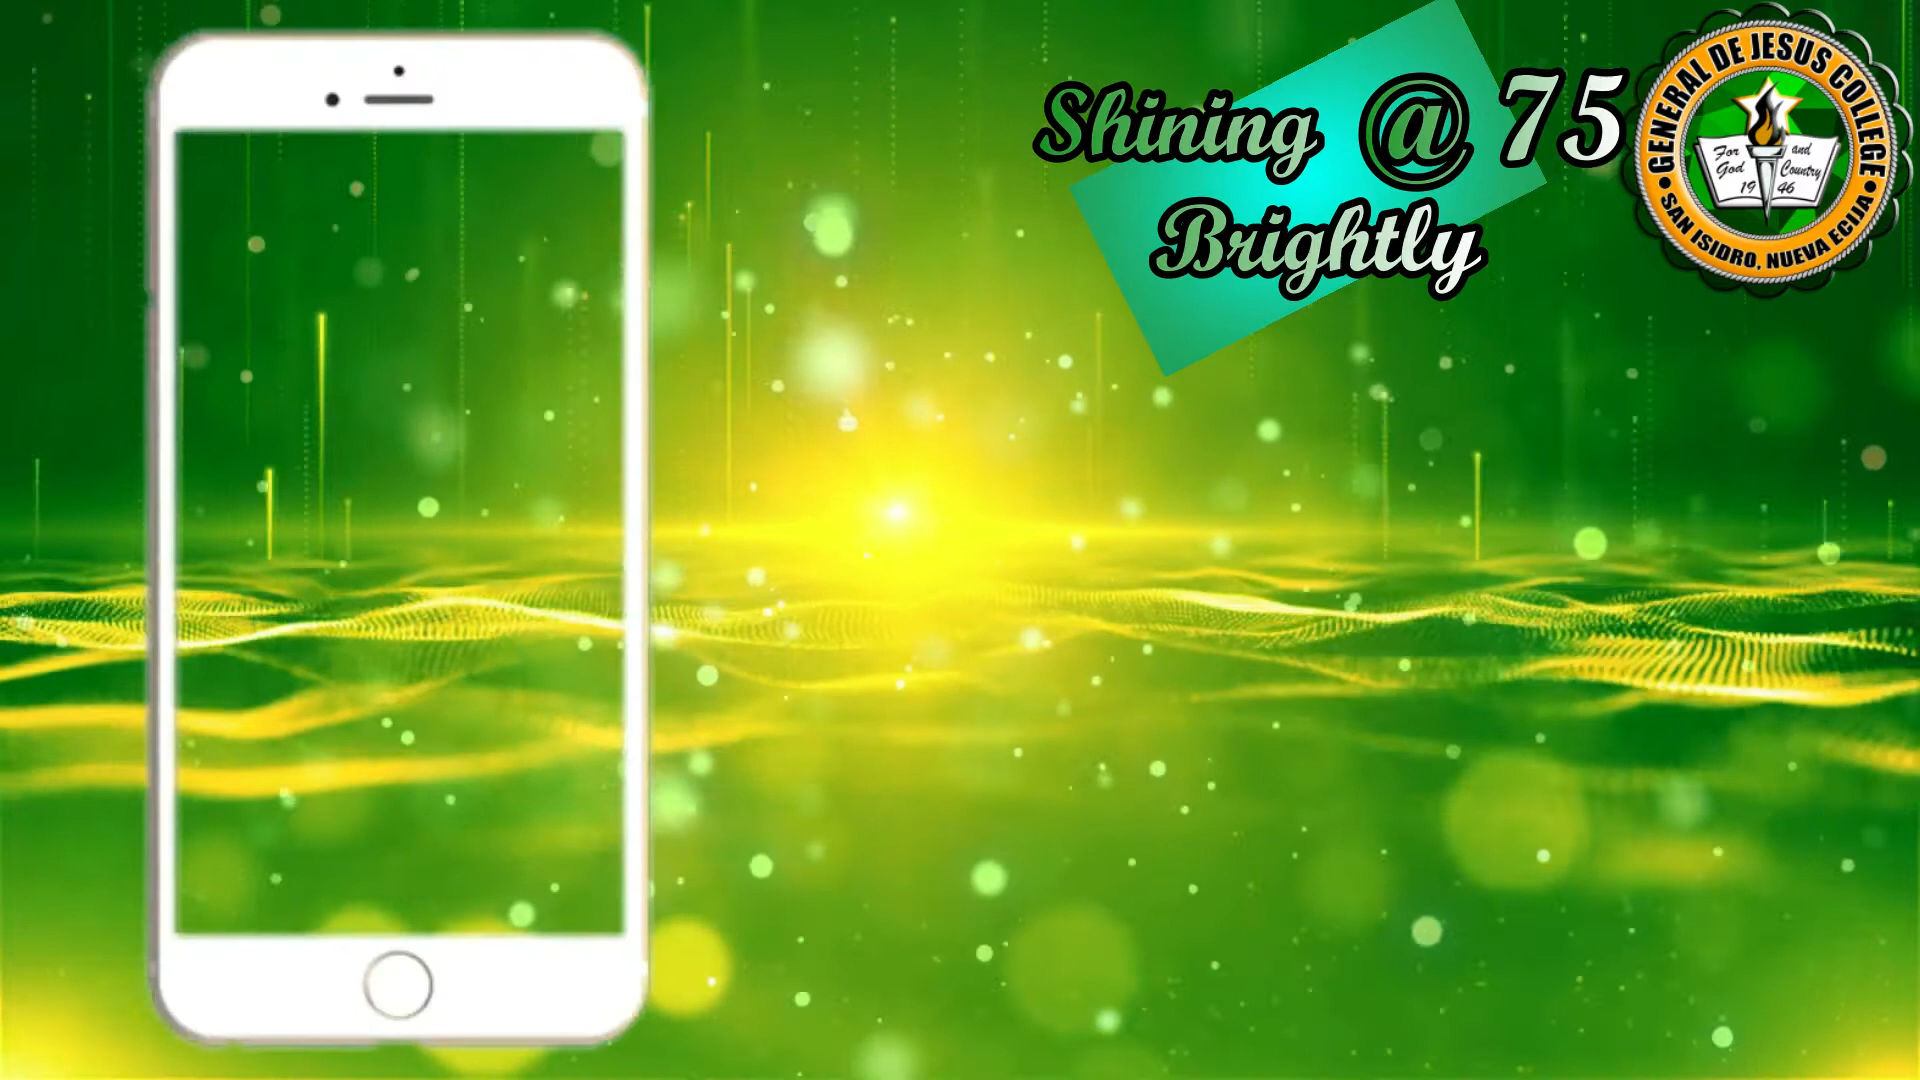 Shining @ 75
Brightly
GENERAL DE JESUS COLLEGE
For God and Country
19 46
• SAN ISIDRO, NUEVA ECIJA •